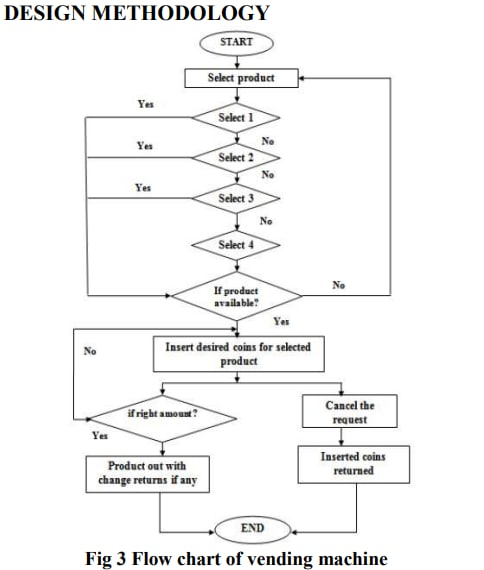 DESIGN METHODOLOGY
START
Select product
Yes
Select 1
No
Yes
Select 2
No
Yes
Select 3
No
Select 4
If product
available?
No
Yes
Insert desired coins for selected
product
No
if right amount?
Yes
Cancel the
request
Product out with
change returns if any
Inserted coins
returned
END
Fig 3 Flow chart of vending machine